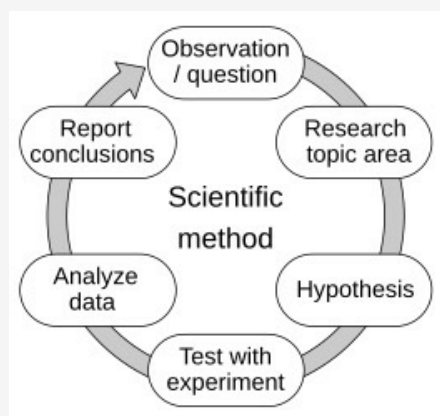 Observation
/ question
Research
topic area
Hypothesis
Test with
experiment
Analyze
data
Report
conclusions
Scientific
method